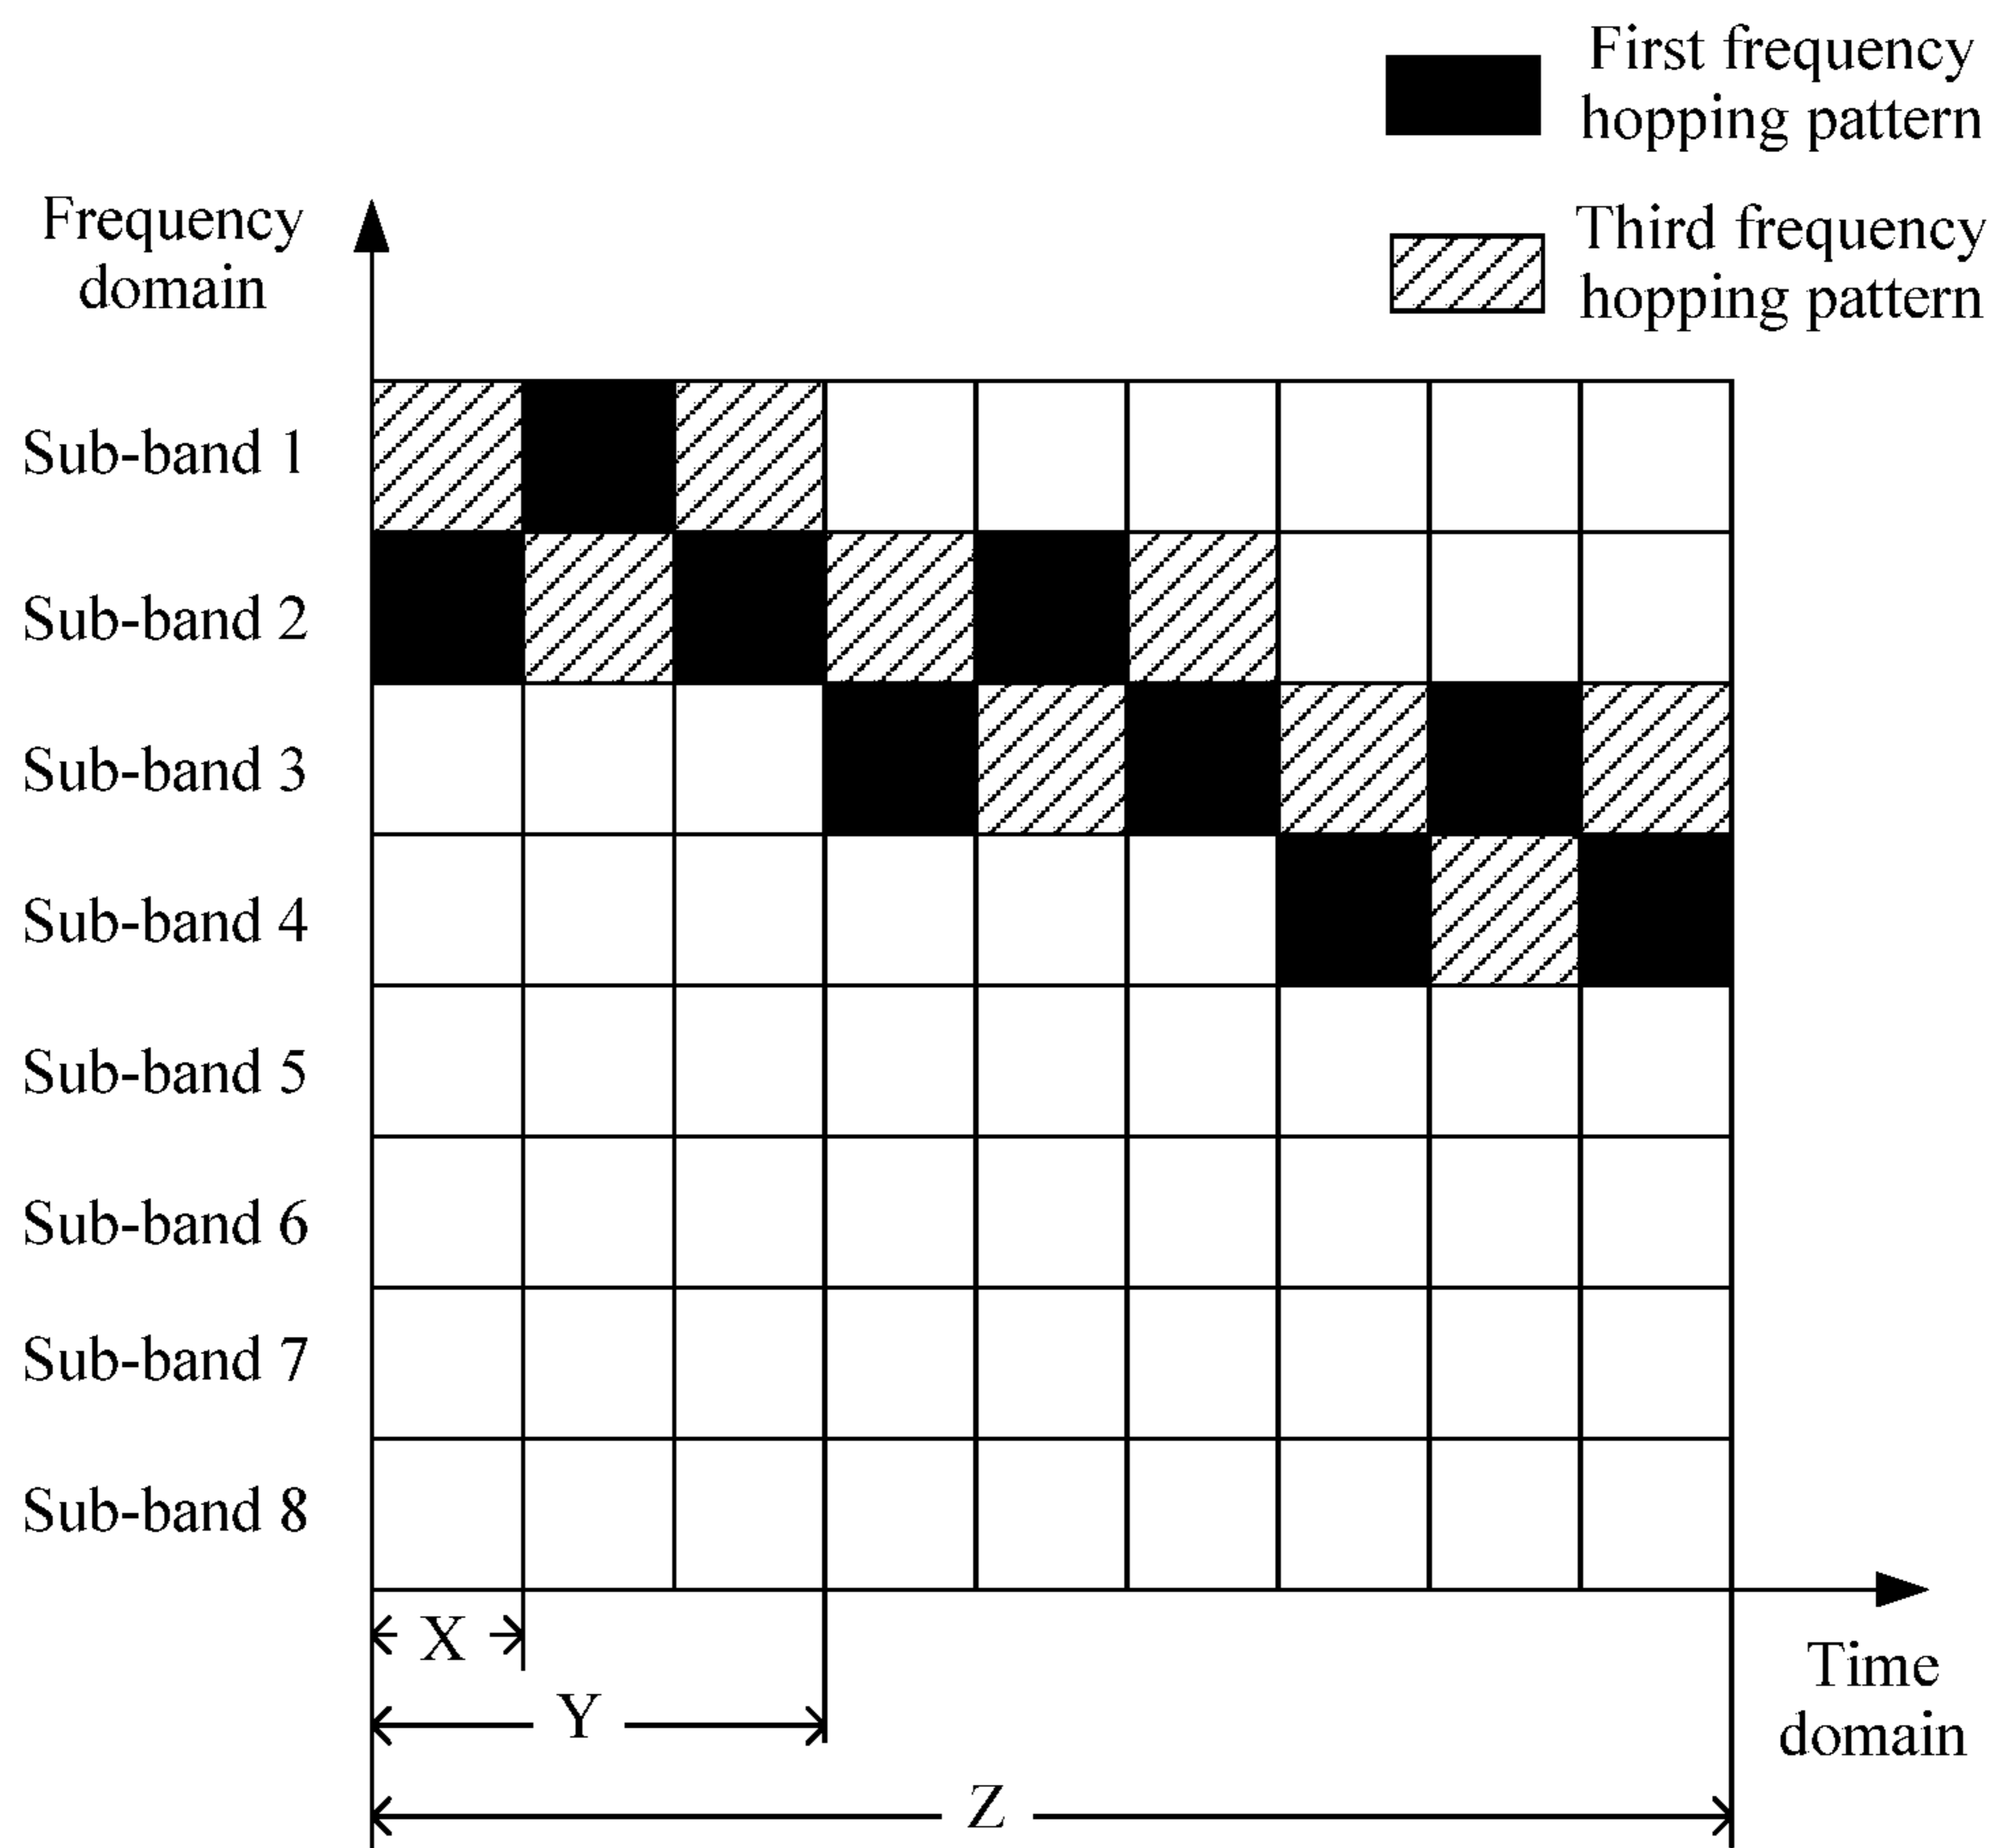 First frequency
hopping pattern
Third frequency
hopping pattern
Frequency
domain
Sub-band 1
Sub-band 2
Sub-band 3
Sub-band 4
Sub-band 5
Sub-band 6
Sub-band 7
Sub-band 8
X
Y
Z
Time
domain